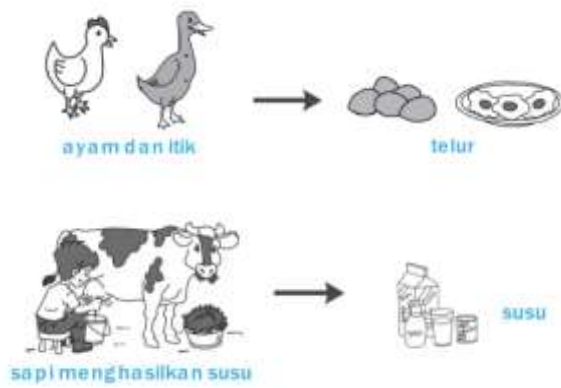 ayam dan itik
telur
susu
sapi menghasilkan susu